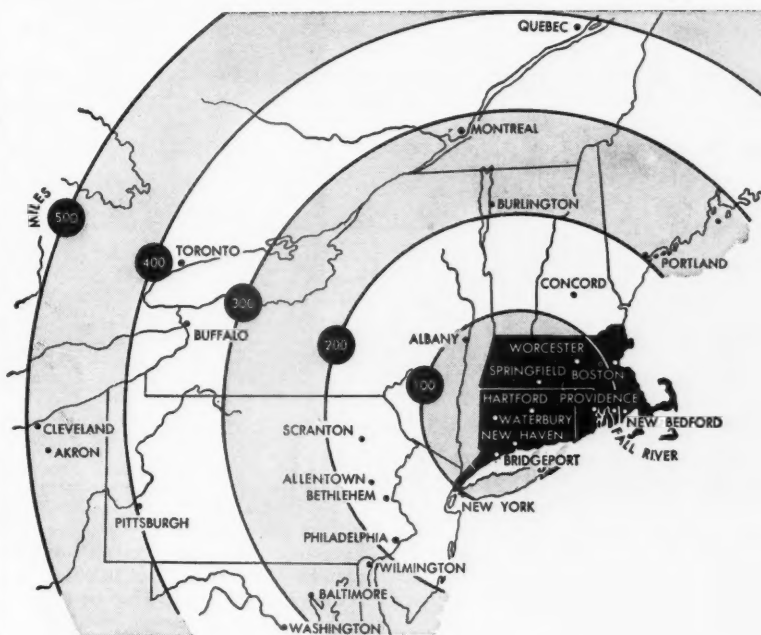 QUEBEC
MONTREAL
MILES
500
BURLINGTON
400
TORONTO
PORTLAND
CONCORD
300
BUFFALO
200
ALBANY
WORCESTER
100
SPRINGFIELD
BOSTON
HARTFORD
PROVIDENCE
WATERBURY
NEW BEDFORD
CLEVELAND
SCRANTON
NEW HAVEN
FALL RIVER
AKRON
BRIDGEPORT
ALLENTOWN
BETHLEHEM
NEW YORK
PITTSBURGH
PHILADELPHIA
WILMINGTON
BALTIMORE
WASHINGTON